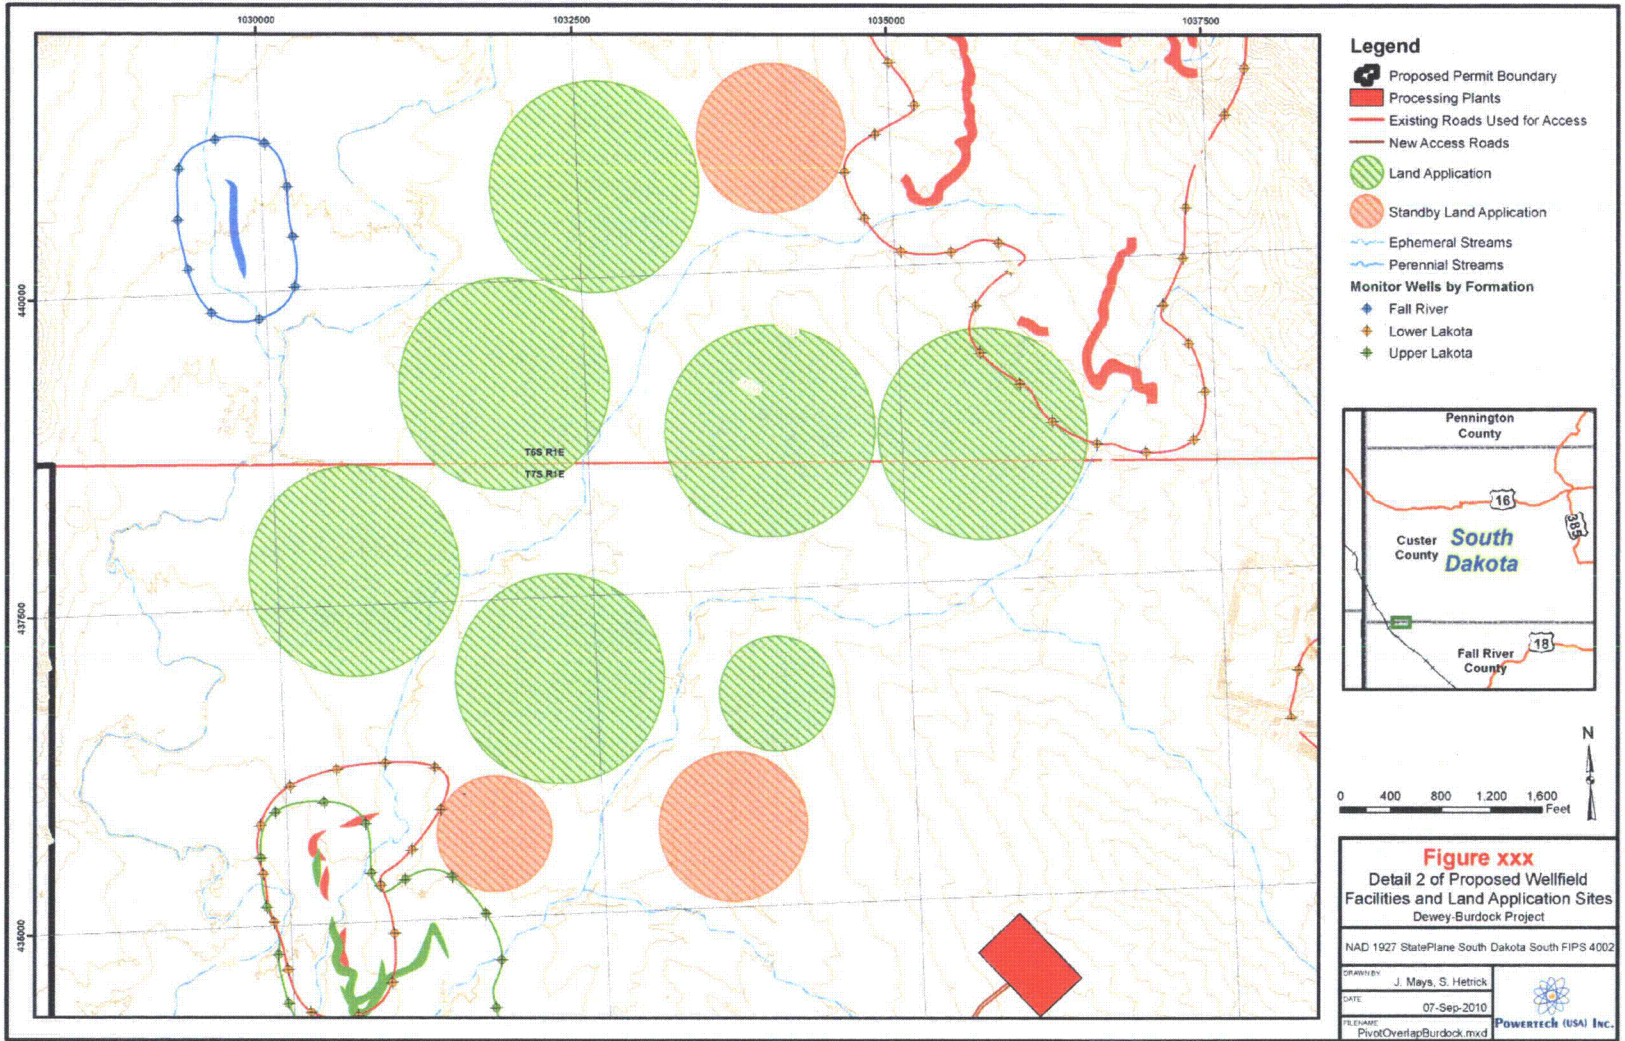 1030000
1032500
1035000
1037500
440000
437500
435000
T6S R1E
T7S R1E
Legend
Proposed Permit Boundary
Processing Plants
Existing Roads Used for Access
New Access Roads
Land Application
Standby Land Application
Ephemeral Streams
Perennial Streams
Monitor Wells by Formation
Fall River
Lower Lakota
Upper Lakota
Pennington
County
16
385
Custer
County
South
Dakota
18
Fall River
County
N
0 400 800 1,200 1,600
Feet
Figure xxx
Detail 2 of Proposed Wellfield
Facilities and Land Application Sites
Dewey-Burdock Project
NAD 1927 StatePlane South Dakota South FIPS 4002
DRAWN BY
J. Mays, S. Hetrick
DATE
07-Sep-2010
FILENAME
PivotOverlapBurdock.mxd
POWERTECH (USA) INC.